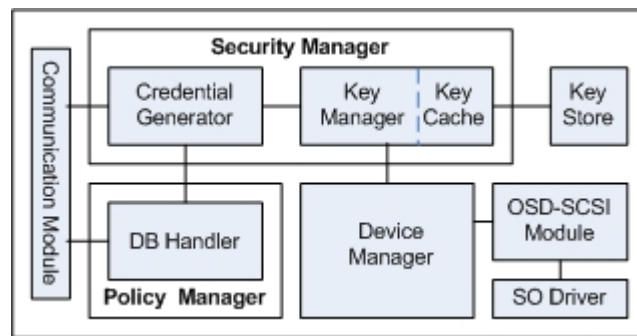 Security Manager
Communication Module
Credential
Generator
Key
Manager
Key
Cache
Key
Store
DB Handler
Policy Manager
Device
Manager
OSD-SCSI
Module
SO Driver